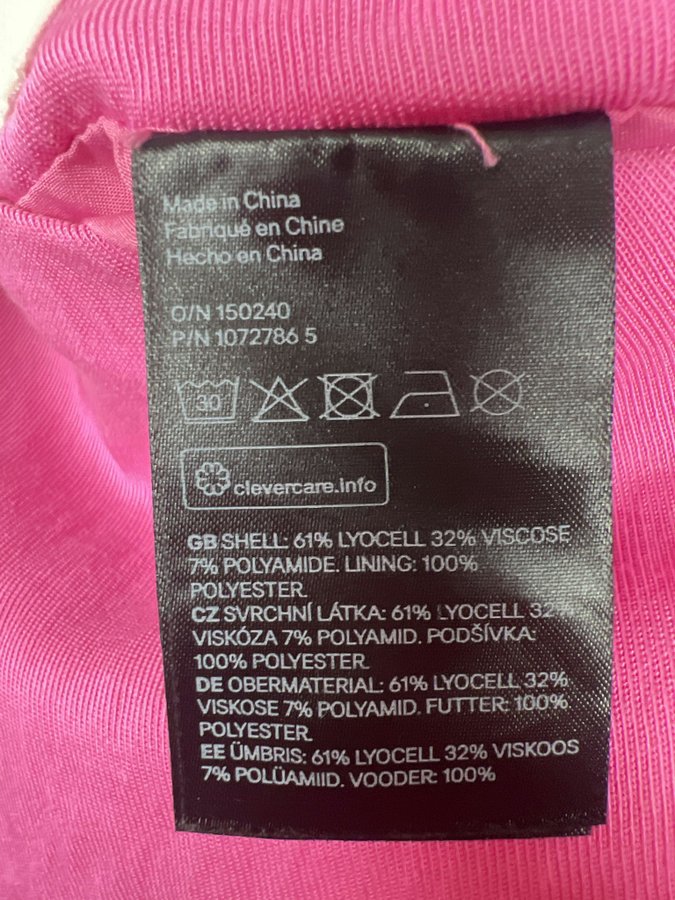 Made in China
Fabriqué en Chine
Hecho en China
O/N 150240
P/N 1072786 5
30
clevercare.info
GB SHELL: 61% LYOCELL 32% VISCOSE
7% POLYAMIDE. LINING: 100%
POLYESTER.
CZ SVRCHNÍ LÁTKA: 61% LYOCELL 32%
VISKÓZA 7% POLYAMID. PODŠÍVKA:
100% POLYESTER.
DE OBERMATERIAL: 61% LYOCELL 32%
VISKOSE 7% POLYAMID. FUTTER: 100%
POLYESTER.
EE ÜMBRIS: 61% LYOCELL 32% VISKOOS
7% POLÜAMIID. VOODER: 100%